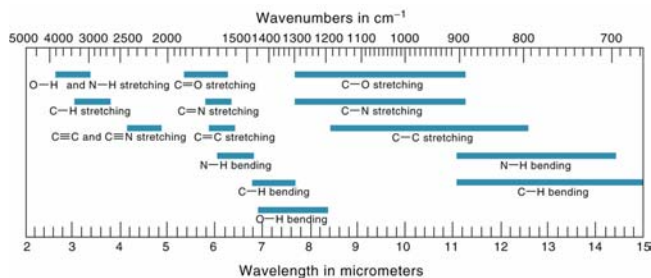 Wavenumbers in cm⁻¹
5000 4000 3000 2500 2000 1500 1400 1300 1200 1100 1000 900 800 700
O—H and N—H stretching C=O stretching C—O stretching
C—H stretching C=N stretching C—N stretching
C≡C and C≡N stretching C=C stretching C—C stretching
N—H bending N—H bending
C—H bending C—H bending
O—H bending
2 3 4 5 6 7 8 9 10 11 12 13 14 15
Wavelength in micrometers